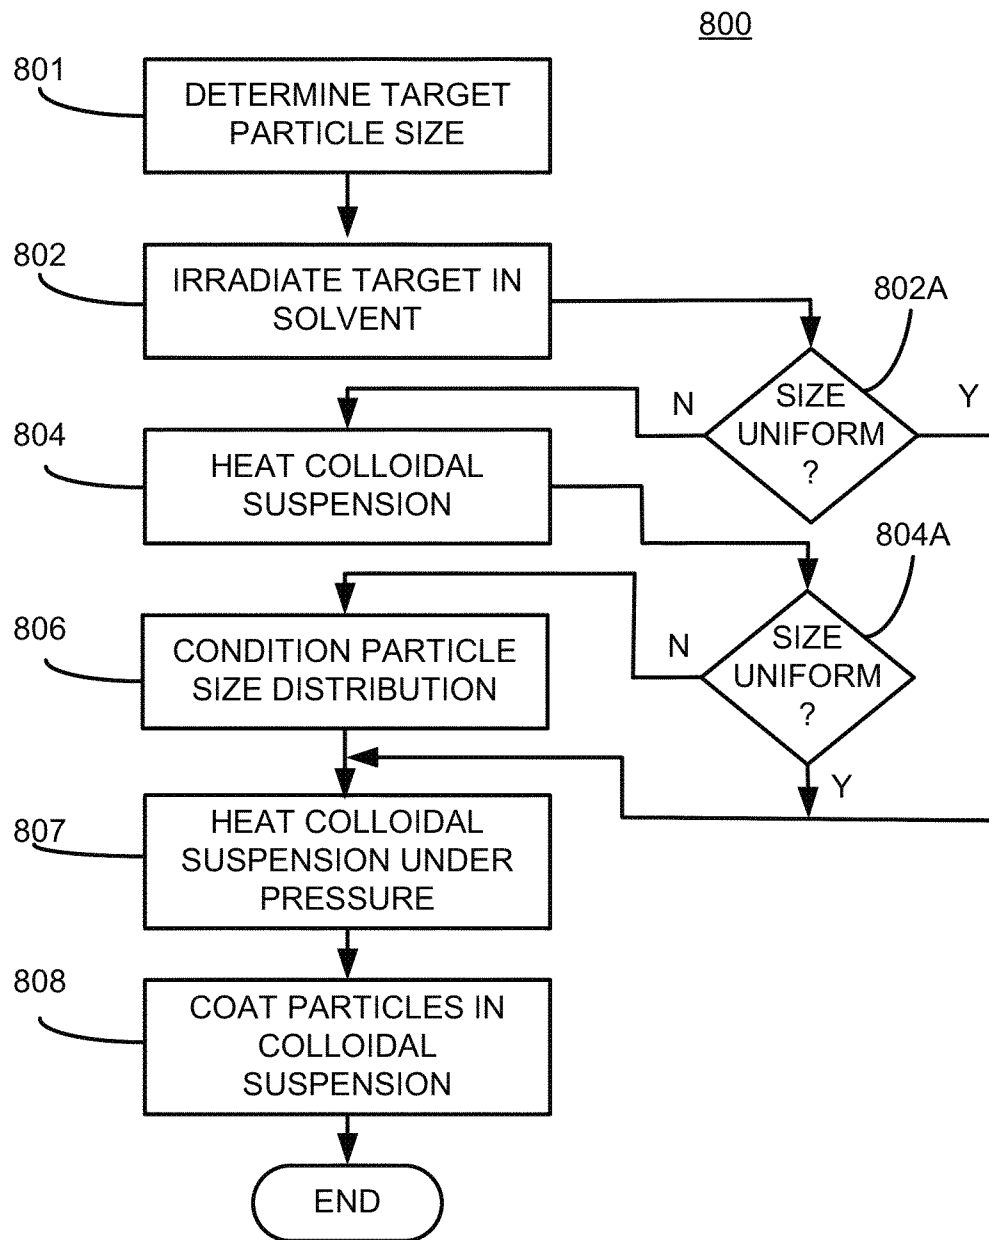 800
801
DETERMINE TARGET
PARTICLE SIZE
802
IRRADIATE TARGET IN
SOLVENT
802A
SIZE
UNIFORM
?
N
Y
804
HEAT COLLOIDAL
SUSPENSION
804A
SIZE
UNIFORM
?
N
Y
806
CONDITION PARTICLE
SIZE DISTRIBUTION
807
HEAT COLLOIDAL
SUSPENSION UNDER
PRESSURE
808
COAT PARTICLES IN
COLLOIDAL
SUSPENSION
END